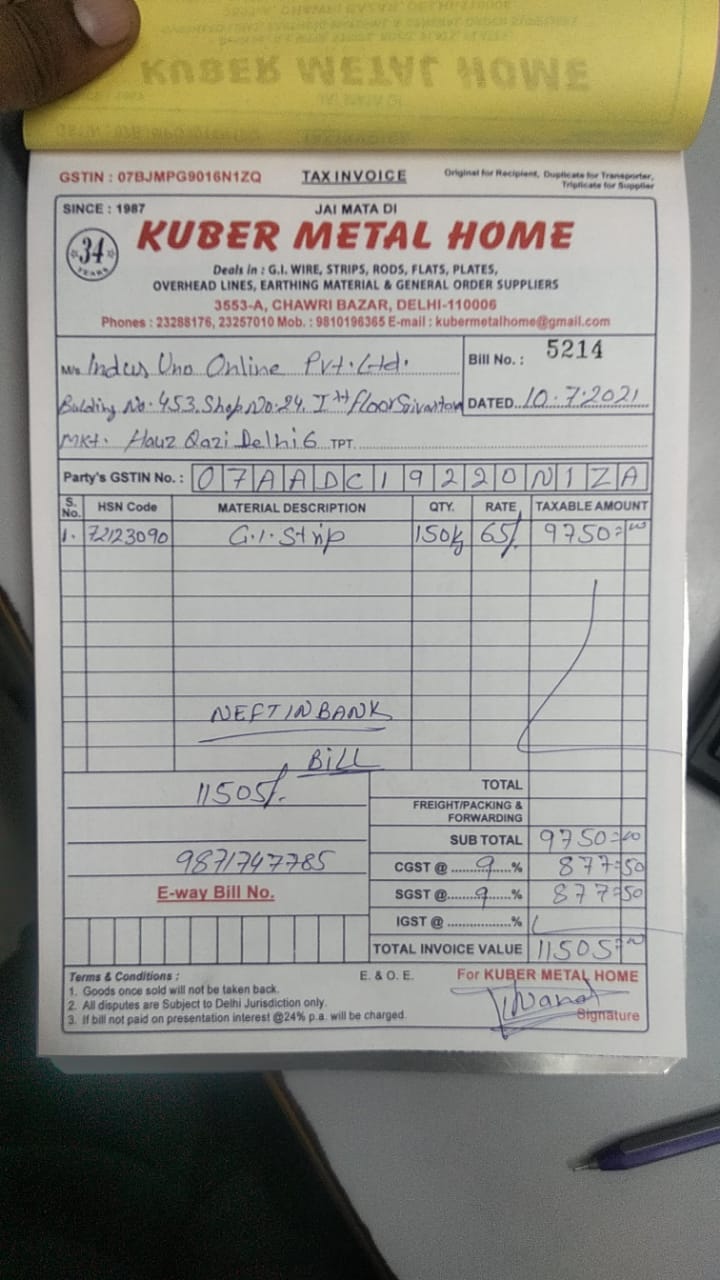 KUBER METAL HOME
GSTIN : 07BJMPG9016N1ZQ TAX INVOICE Original for Recipient, Duplicate for Transporter,
Triplicate for Supplier
SINCE : 1987 JAI MATA DI
34 YEARS KUBER METAL HOME
Deals in : G.I. WIRE, STRIPS, RODS, FLATS, PLATES,
OVERHEAD LINES, EARTHING MATERIAL & GENERAL ORDER SUPPLIERS
3553-A, CHAWRI BAZAR, DELHI-110006
Phones : 23288176, 23257010 Mob. : 9810196365 E-mail : kubermetalhome@gmail.com
M/s. Indus Uno Online Pvt. Ltd. Bill No. : 5214
No. 453, Shop No. 24, Ist Floor DATED 10.7.2021
Mkt. Hauz Qazi Delhi 6 TPT.
Party's GSTIN No. : 07AADCI9220N1ZA
S. No. HSN Code MATERIAL DESCRIPTION QTY. RATE TAXABLE AMOUNT
1. 72123090 G.I. Strip 150kg 65/- 9750=00
NEFT IN BANK
BILL
11505/- TOTAL
FREIGHT/PACKING &
FORWARDING
SUB TOTAL 9750=00
9871747785 CGST @ 9 % 877=50
E-way Bill No. SGST @ 9 % 877=50
IGST @ %
TOTAL INVOICE VALUE 11505=00
Terms & Conditions : E. & O. E. For KUBER METAL HOME
1. Goods once sold will not be taken back.
2. All disputes are Subject to Delhi Jurisdiction only.
3. If bill not paid on presentation interest @24% p.a. will be charged. Signature